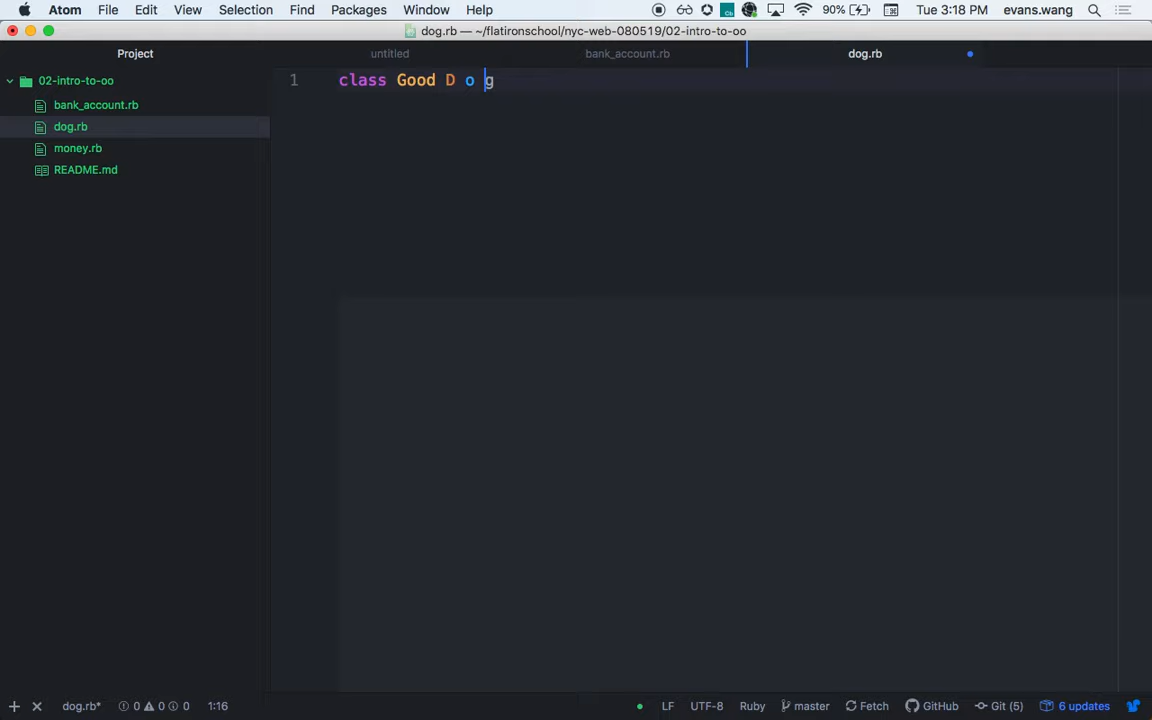 Atom File Edit View Selection Find Packages Window Help 90% Tue 3:18 PM evans.wang
dog.rb — ~/flatironschool/nyc-web-080519/02-intro-to-oo
Project untitled bank_account.rb dog.rb
02-intro-to-oo
bank_account.rb
dog.rb
money.rb
README.md
1 class Good D o g
dog.rb* 0 0 0 1:16 LF UTF-8 Ruby master Fetch GitHub Git (5) 6 updates